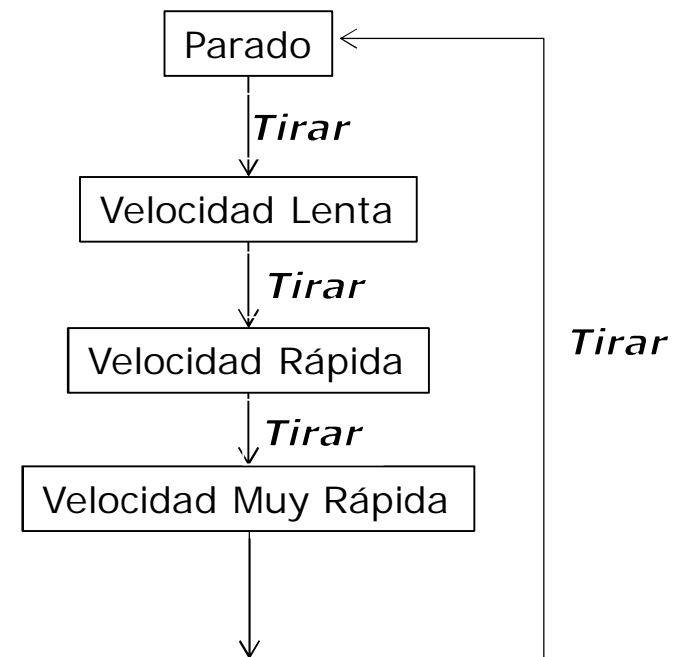 Parado
Tirar
Velocidad Lenta
Tirar
Velocidad Rápida
Tirar
Tirar
Velocidad Muy Rápida